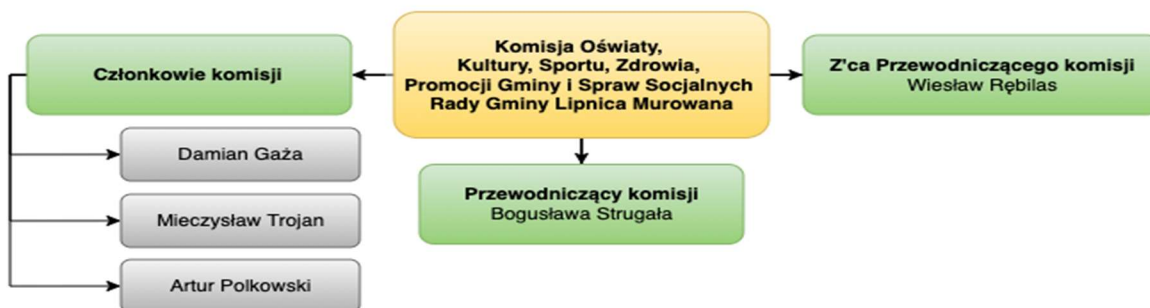 Komisja Oświaty,
Kultury, Sportu, Zdrowia,
Promocji Gminy i Spraw Socjalnych
Rady Gminy Lipnica Murowana
Członkowie komisji
Damian Gaża
Mieczysław Trojan
Artur Polkowski
Przewodniczący komisji
Bogusława Strugała
Z'ca Przewodniczącego komisji
Wiesław Rębilas